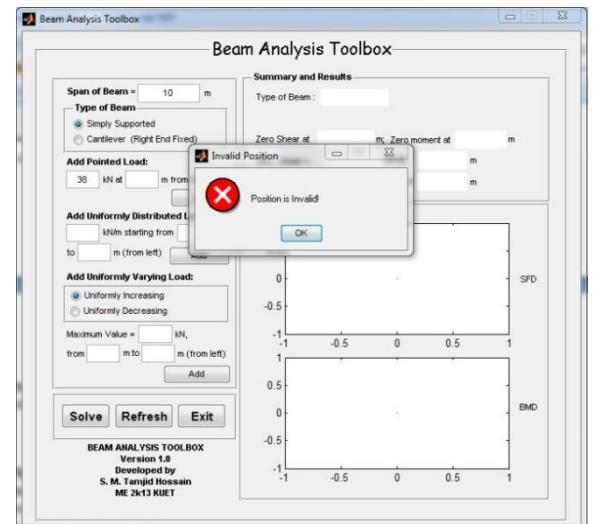 Beam Analysis Toolbox
Beam Analysis Toolbox
Span of Beam = 10 m
Type of Beam
Simply Supported
Cantilever (Right End Fixed)
Add Pointed Load:
38 kN at m from
Add Uniformly Distributed L
kN/m starting from
to m (from left) Add
Add Uniformly Varying Load:
Uniformly Increasing
Uniformly Decreasing
Maximum Value = kN,
from m to m (from left)
Add
Solve Refresh Exit
BEAM ANALYSIS TOOLBOX
Version 1.0
Developed by
S. M. Tamjid Hossain
ME 2k13 KUET
Summary and Results
Type of Beam :
Zero Shear at m; Zero moment at m
m
m
Invalid Position
Position is Invalid!
OK
0
-0.5
-1
-1 -0.5 0 0.5 1
SFD
1
0.5
0
-0.5
-1
-1 -0.5 0 0.5 1
BMD